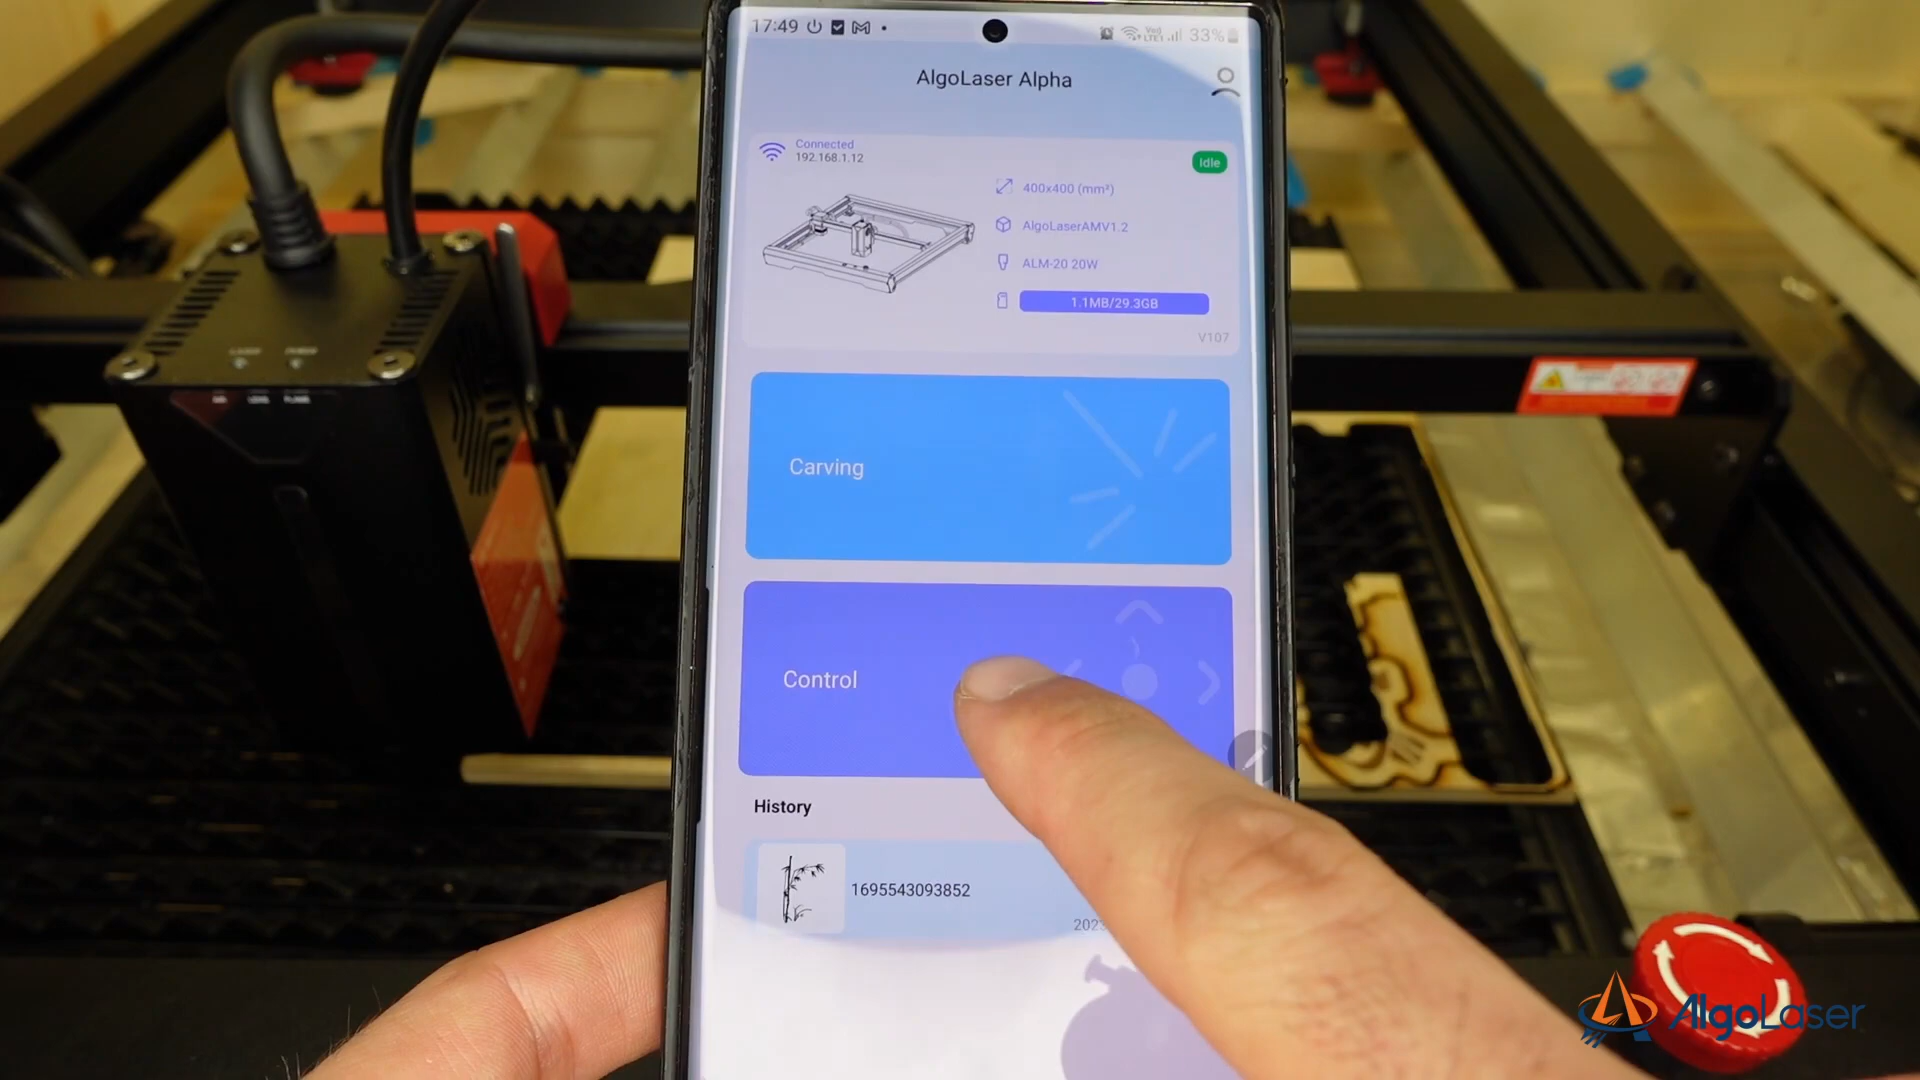 17:49
33%
AlgoLaser Alpha
Connected
192.168.1.12
Idle
400x400 (mm²)
AlgoLaserAMV1.2
ALM-20 20W
1.1MB/29.3GB
V107
Carving
Control
History
1695543093852
2023
AlgoLaser